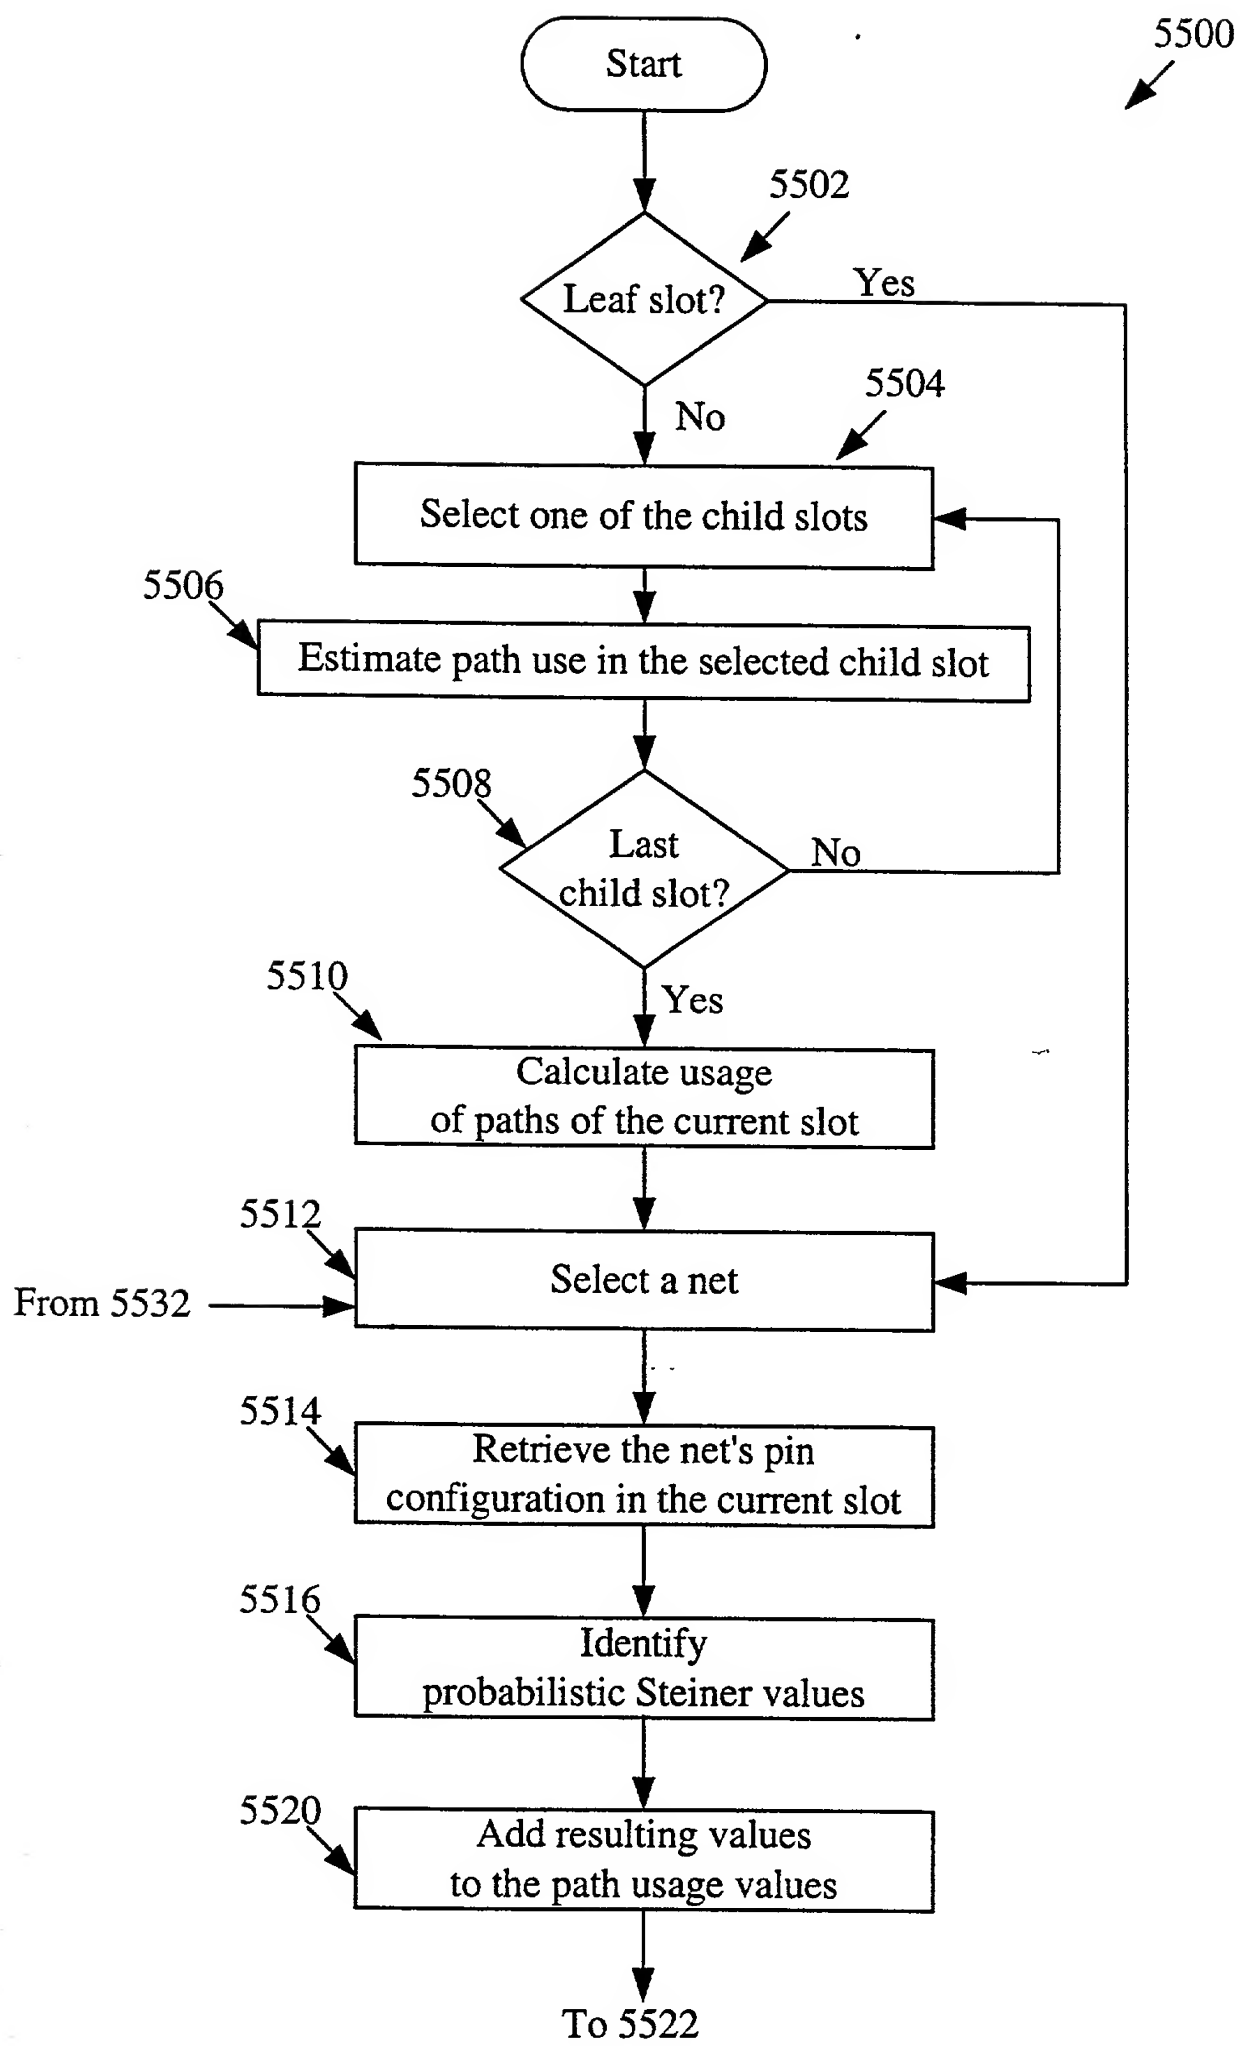 Start
5500
5502
Leaf slot?
Yes
No
5504
Select one of the child slots
5506
Estimate path use in the selected child slot
5508
Last
child slot?
No
Yes
5510
Calculate usage
of paths of the current slot
5512
Select a net
From 5532
5514
Retrieve the net's pin
configuration in the current slot
5516
Identify
probabilistic Steiner values
5520
Add resulting values
to the path usage values
To 5522